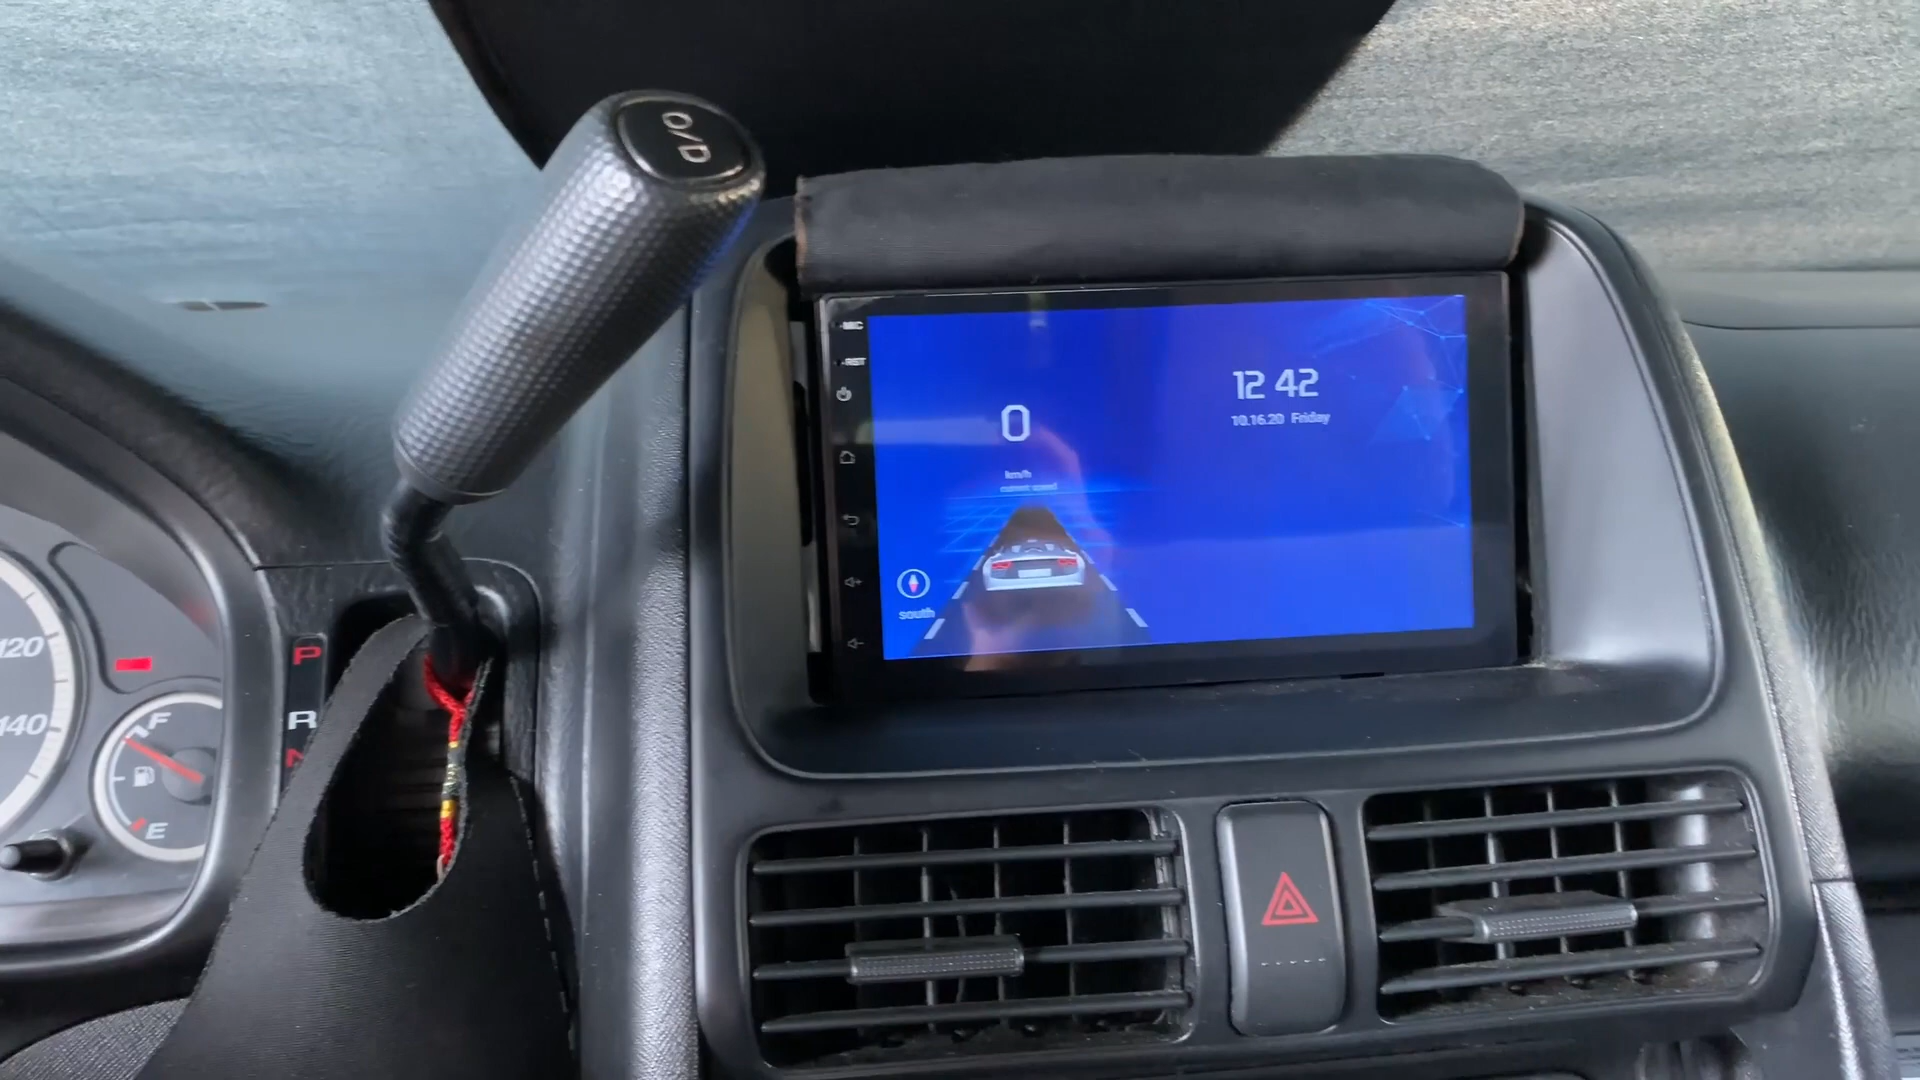 O/D
MIC
RST
12 42
10.16.20 Friday
0
km/h
current speed
south
120
140
P
R
N
F
E